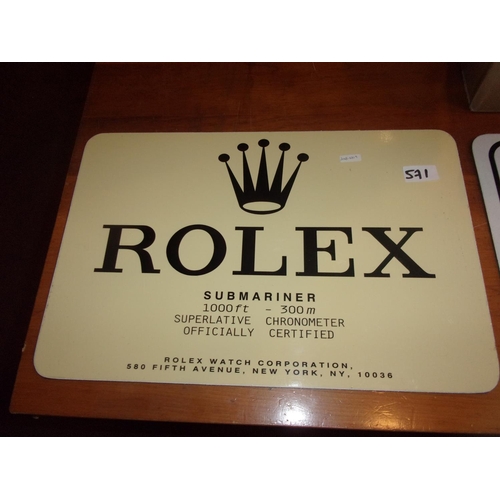 571
ROLEX
SUBMARINER
1000ft - 300m
SUPERLATIVE CHRONOMETER
OFFICIALLY CERTIFIED
ROLEX WATCH CORPORATION,
580 FIFTH AVENUE, NEW YORK, NY, 10036